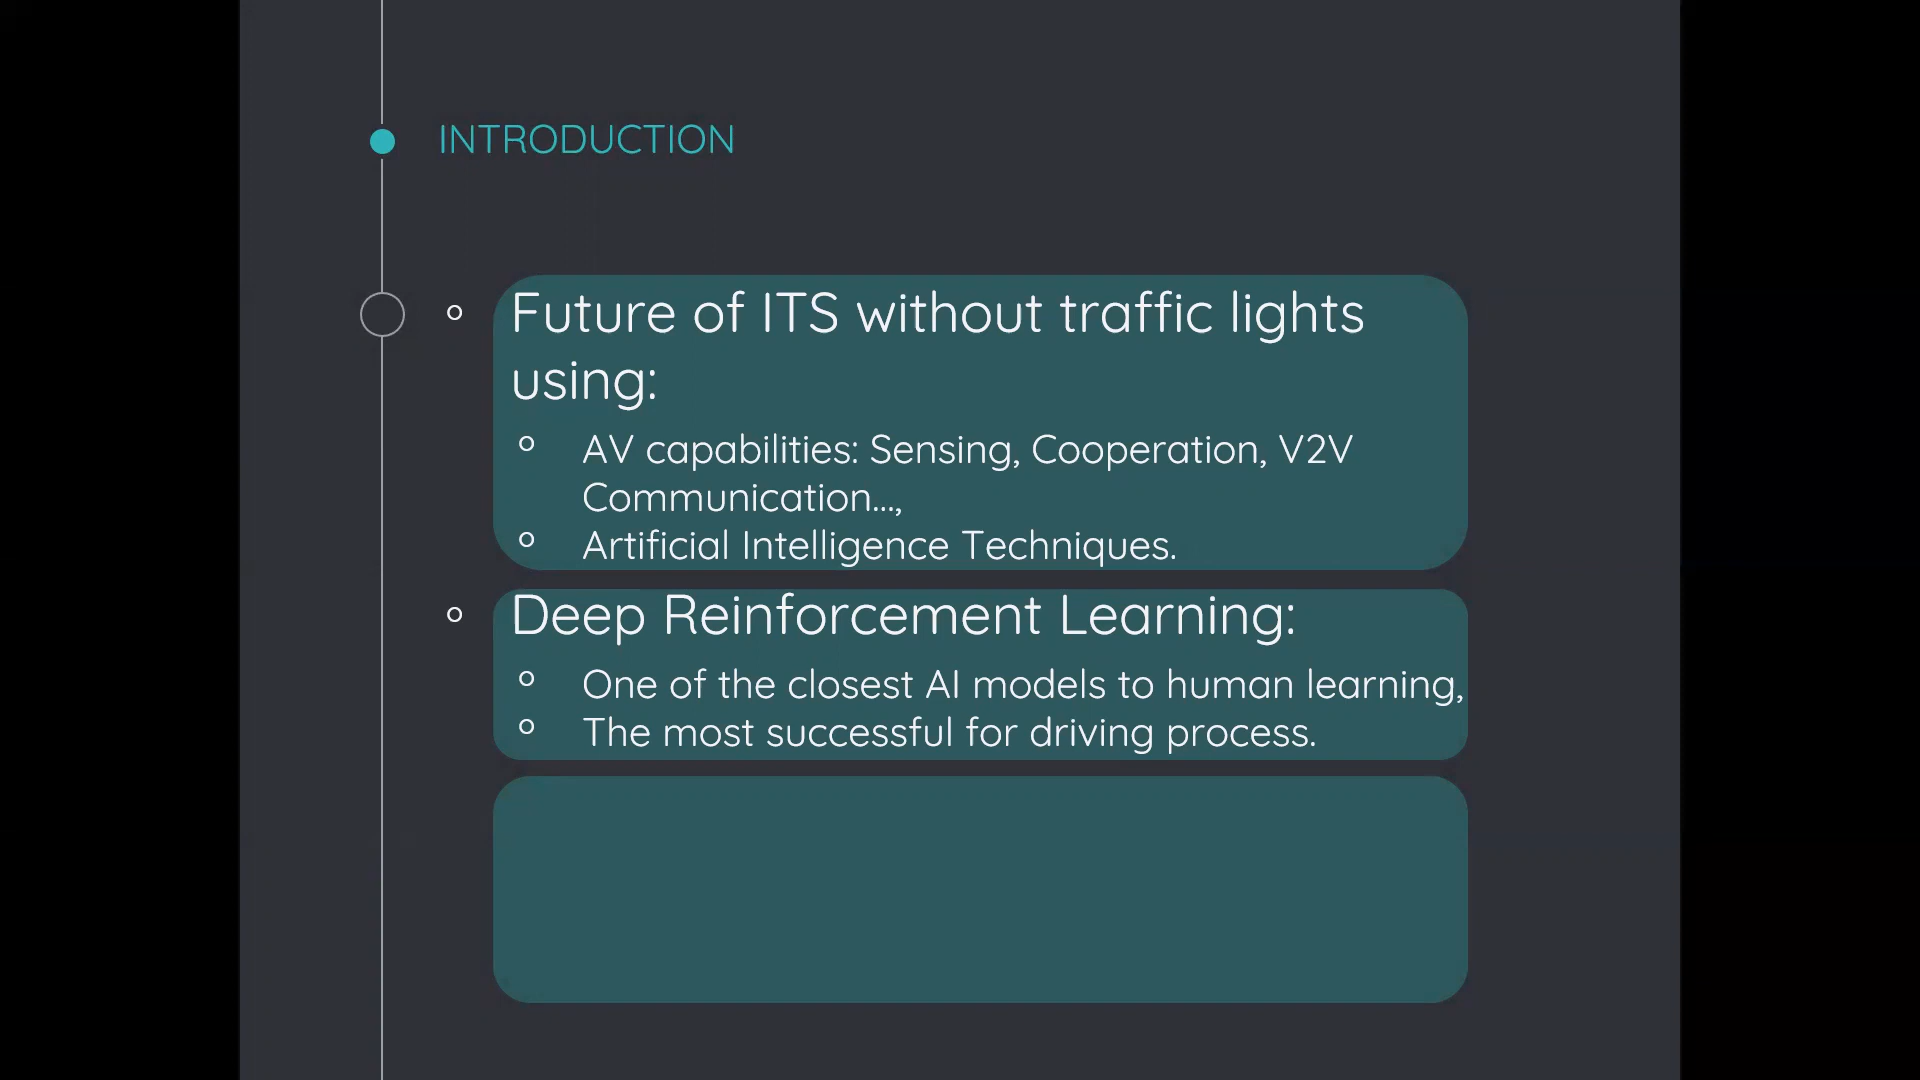 INTRODUCTION
Future of ITS without traffic lights
using:
AV capabilities: Sensing, Cooperation, V2V
Communication...,
Artificial Intelligence Techniques.
Deep Reinforcement Learning:
One of the closest AI models to human learning,
The most successful for driving process.